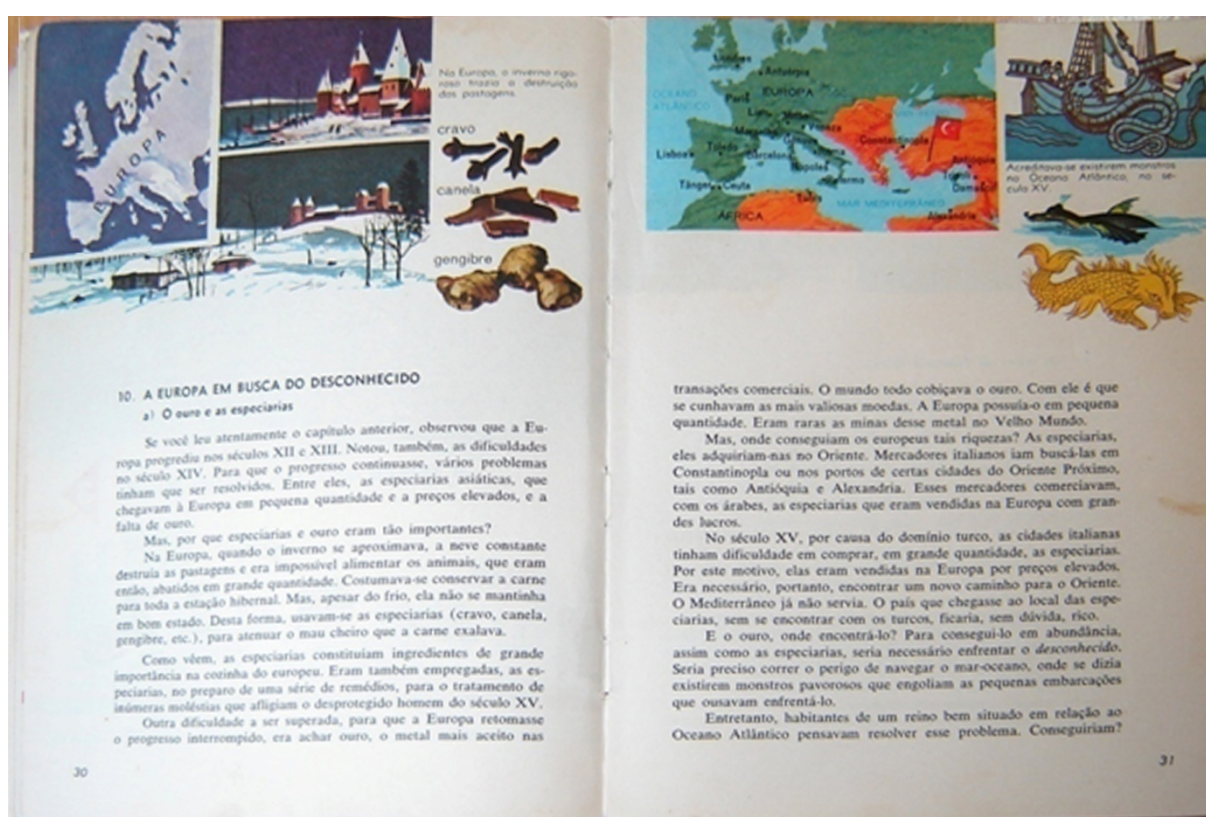 EUROPA
Na Europa, o inverno rigo-
roso trazia a destruição
das pastagens.
cravo
canela
gengibre
10. A EUROPA EM BUSCA DO DESCONHECIDO
a) O ouro e as especiarias
Se você leu atentamente o capítulo anterior, observou que a Eu-
ropa progrediu nos séculos XII e XIII. Notou, também, as dificuldades
no século XIV. Para que o progresso continuasse, vários problemas
tinham que ser resolvidos. Entre eles, as especiarias asiáticas, que
chegavam à Europa em pequena quantidade e a preços elevados, e a
falta de ouro.
Mas, por que especiarias e ouro eram tão importantes?
Na Europa, quando o inverno se aproximava, a neve constante
destruia as pastagens e era impossível alimentar os animais, que eram
então, abatidos em grande quantidade. Costumava-se conservar a carne
para toda a estação hibernal. Mas, apesar do frio, ela não se mantinha
em bom estado. Desta forma, usavam-se as especiarias (cravo, canela,
gengibre, etc.), para atenuar o mau cheiro que a carne exalava.
Como vêem, as especiarias constituiam ingredientes de grande
importância na cozinha do europeu. Eram também empregadas, as es-
peciarias, no preparo de uma série de remédios, para o tratamento de
inúmeras moléstias que afligiam o desprotegido homem do século XV.
Outra dificuldade a ser superada, para que a Europa retomasse
o progresso interrompido, era achar ouro, o metal mais aceito nas
30
Londres
Antuérpia
OCEANO
ATLÂNTICO
Paris
EUROPA
Veneza
Constantinopla
Lisboa
Toledo
Barcelona
Nápoles
Palermo
Antióquia
Tripoli
Damasco
Tânger
Ceuta
Tunis
MAR MEDITERRÂNEO
ÁFRICA
Alexandria
Acreditava-se existirem monstros
no Oceano Atlântico, no sé-
culo XV.
transações comerciais. O mundo todo cobiçava o ouro. Com ele é que
se cunhavam as mais valiosas moedas. A Europa possuia-o em pequena
quantidade. Eram raras as minas desse metal no Velho Mundo.
Mas, onde conseguiam os europeus tais riquezas? As especiarias,
eles adquiriam-nas no Oriente. Mercadores italianos iam buscá-las em
Constantinopla ou nos portos de certas cidades do Oriente Próximo,
tais como Antióquia e Alexandria. Esses mercadores comerciavam,
com os árabes, as especiarias que eram vendidas na Europa com gran-
des lucros.
No século XV, por causa do domínio turco, as cidades italianas
tinham dificuldade em comprar, em grande quantidade, as especiarias.
Por este motivo, elas eram vendidas na Europa por preços elevados.
Era necessário, portanto, encontrar um novo caminho para o Oriente.
O Mediterrâneo já não servia. O país que chegasse ao local das espe-
ciarias, sem se encontrar com os turcos, ficaria, sem dúvida, rico.
E o ouro, onde encontrá-lo? Para consegui-lo em abundância,
assim como as especiarias, seria necessário enfrentar o desconhecido.
Seria preciso correr o perigo de navegar o mar-oceano, onde se dizia
existirem monstros pavorosos que engoliam as pequenas embarcações
que ousavam enfrentá-lo.
Entretanto, habitantes de um reino bem situado em relação ao
Oceano Atlântico pensavam resolver esse problema. Conseguiriam?
31